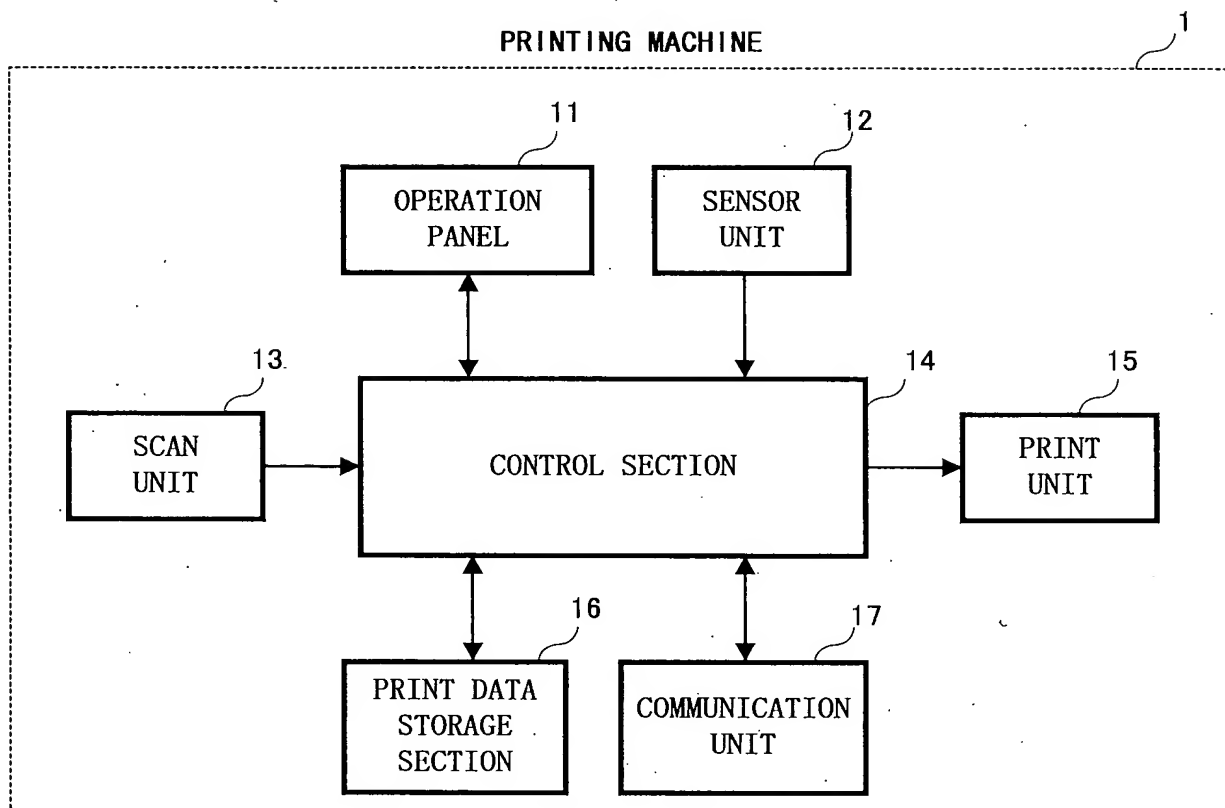 1
PRINTING MACHINE
11
12
OPERATION
PANEL
SENSOR
UNIT
13
14
15
SCAN
UNIT
CONTROL SECTION
PRINT
UNIT
16
17
PRINT DATA
STORAGE
SECTION
COMMUNICATION
UNIT